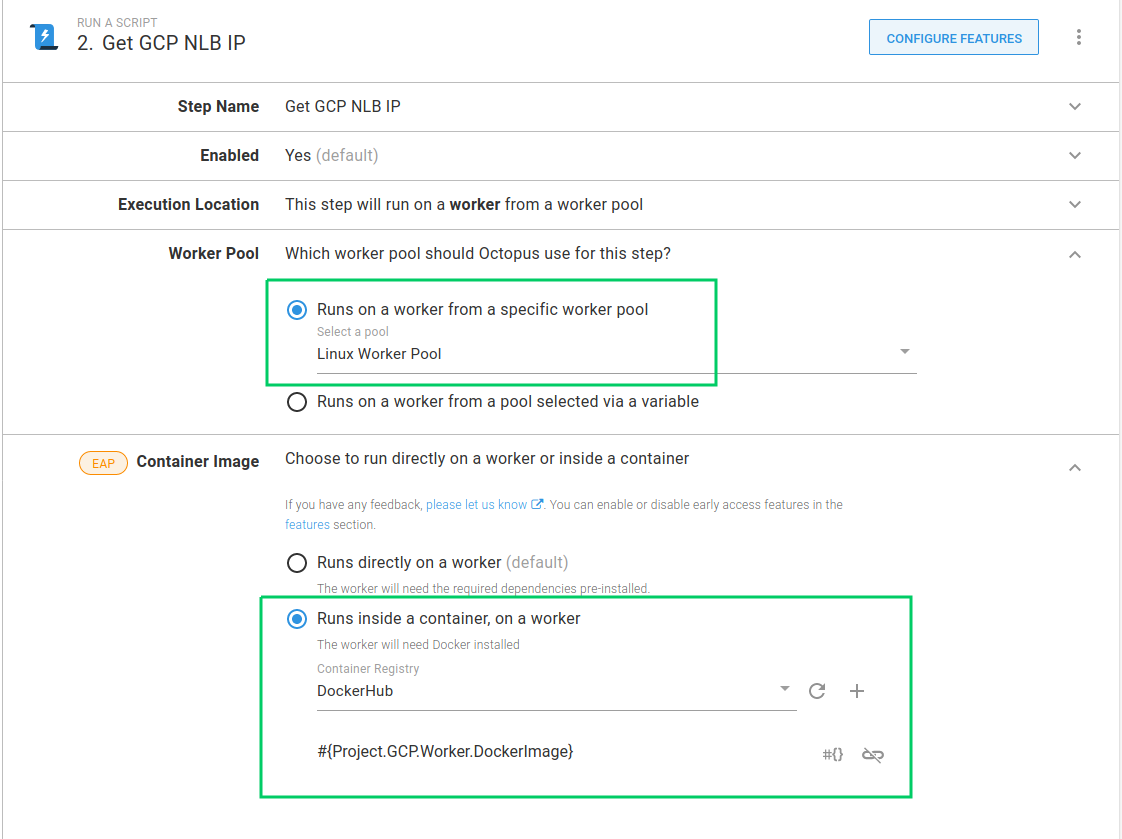 RUN A SCRIPT
2. Get GCP NLB IP
CONFIGURE FEATURES
Step Name Get GCP NLB IP
Enabled Yes (default)
Execution Location This step will run on a worker from a worker pool
Worker Pool Which worker pool should Octopus use for this step?
Runs on a worker from a specific worker pool
Select a pool
Linux Worker Pool
Runs on a worker from a pool selected via a variable
EAP Container Image Choose to run directly on a worker or inside a container
If you have any feedback, please let us know. You can enable or disable early access features in the
features section.
Runs directly on a worker (default)
The worker will need the required dependencies pre-installed.
Runs inside a container, on a worker
The worker will need Docker installed
Container Registry
DockerHub
#{Project.GCP.Worker.DockerImage} #{}